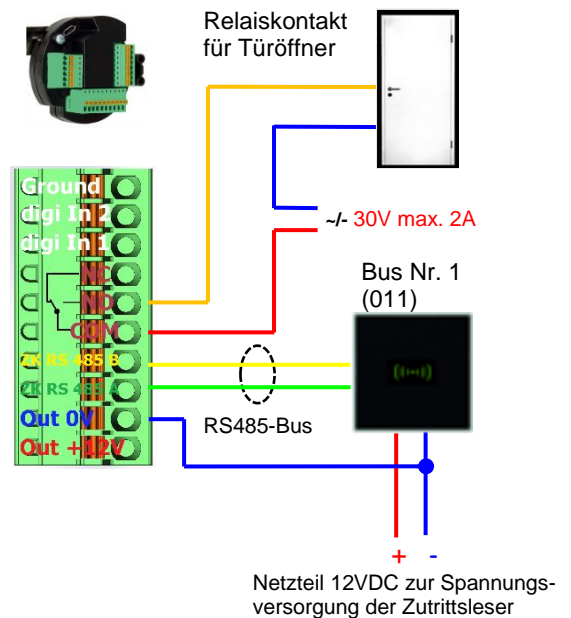 Relaiskontakt
für Türöffner
Ground
digi In 2
digi In 1
NC
NO
COM
ZK RS 485 B
ZK RS 485 A
Out 0V
Out +12V
~/- 30V max. 2A
Bus Nr. 1
(011)
RS485-Bus
+ -
Netzteil 12VDC zur Spannungs-
versorgung der Zutrittsleser